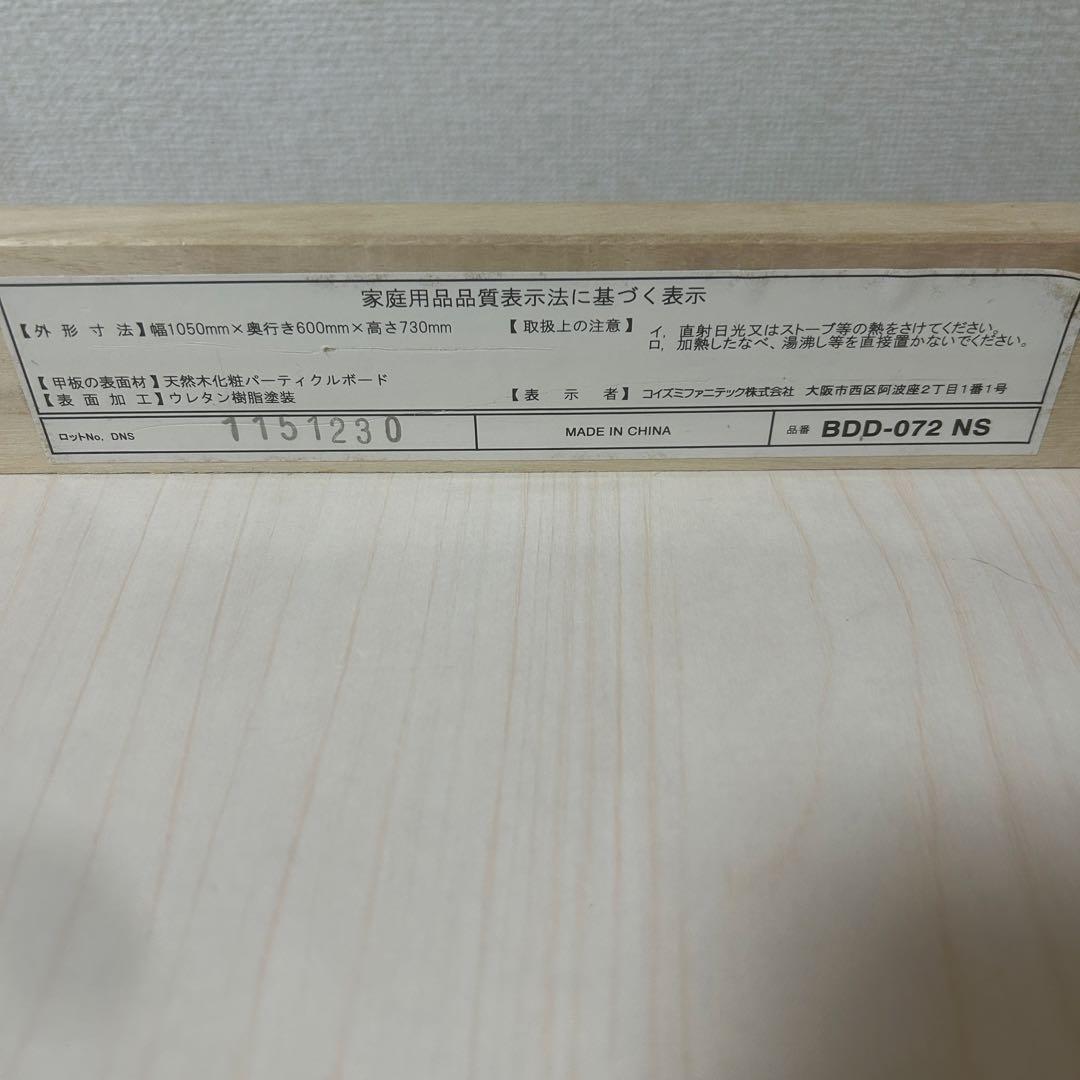 家庭用品品質表示法に基づく表示
【外形寸法】幅1050mm×奥行き600mm×高さ730mm
【取扱上の注意】イ, 直射日光又はストーブ等の熱をさけてください。
ロ, 加熱したなべ、湯沸し等を直接置かないでください。
【甲板の表面材】天然木化粧パーティクルボード
【表面加工】ウレタン樹脂塗装
【表示者】コイズミファニテック株式会社 大阪市西区阿波座2丁目1番1号
ロットNo. DNS 1151230
MADE IN CHINA
品番 BDD-072 NS